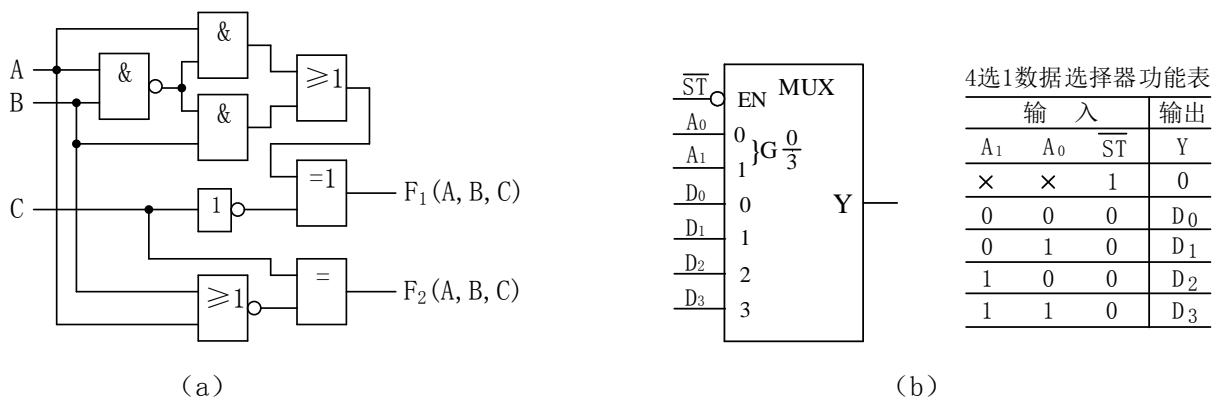 A
B
C
&
&
&
≥1
=1
1
≥1
=
F₁(A, B, C)
F₂(A, B, C)
(a)
S̅T̅
A₀
A₁
D₀
D₁
D₂
D₃
EN MUX
0
1
}G 0/3
0
1
2
3
Y
(b)
4选1数据选择器功能表
输 入 输出
A₁ A₀ S̅T̅ Y
× × 1 0
0 0 0 D₀
0 1 0 D₁
1 0 0 D₂
1 1 0 D₃